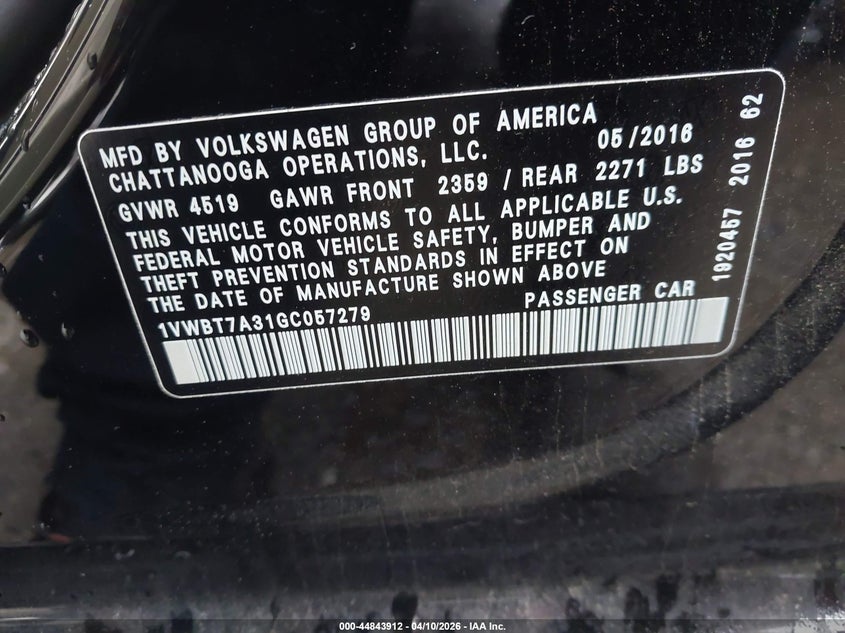 MFD BY VOLKSWAGEN GROUP OF AMERICA
CHATTANOOGA OPERATIONS, LLC. 05/2016
GVWR 4519 GAWR FRONT 2359 / REAR 2271 LBS
THIS VEHICLE CONFORMS TO ALL APPLICABLE U.S.
FEDERAL MOTOR VEHICLE SAFETY, BUMPER AND
THEFT PREVENTION STANDARDS IN EFFECT ON
THE DATE OF MANUFACTURE SHOWN ABOVE
1VWBT7A31GC057279 PASSENGER CAR
1920457 2016 62
000-44843912 - 04/10/2026 - IAA Inc.